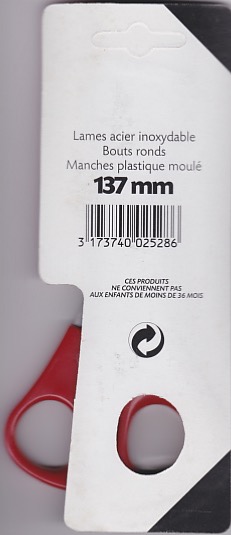 Lames acier inoxydable
Bouts ronds
Manches plastique moulé
137 mm
3 173740 025286
CES PRODUITS
NE CONVIENNENT PAS
AUX ENFANTS DE MOINS DE 36 MOIS